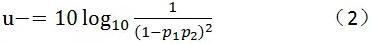 u−= 10 log₁₀ 1/(1−p₁p₂)² （2）